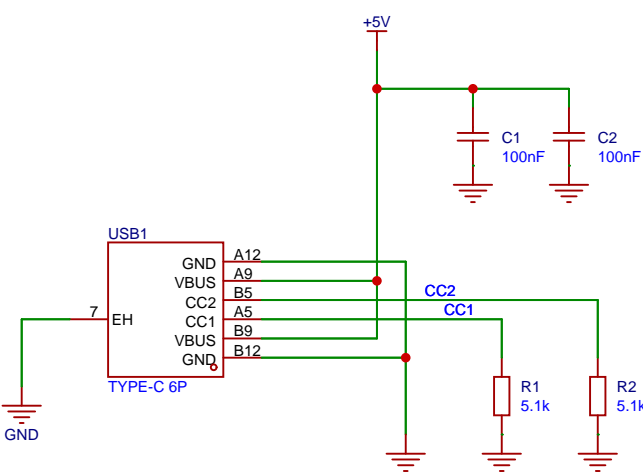 +5V
C1
100nF
C2
100nF
USB1
GND A12
VBUS A9
CC2 B5
CC2
7 EH
CC1 A5
CC1
VBUS B9
GND B12
TYPE-C 6P
R1
5.1k
R2
5.1k
GND